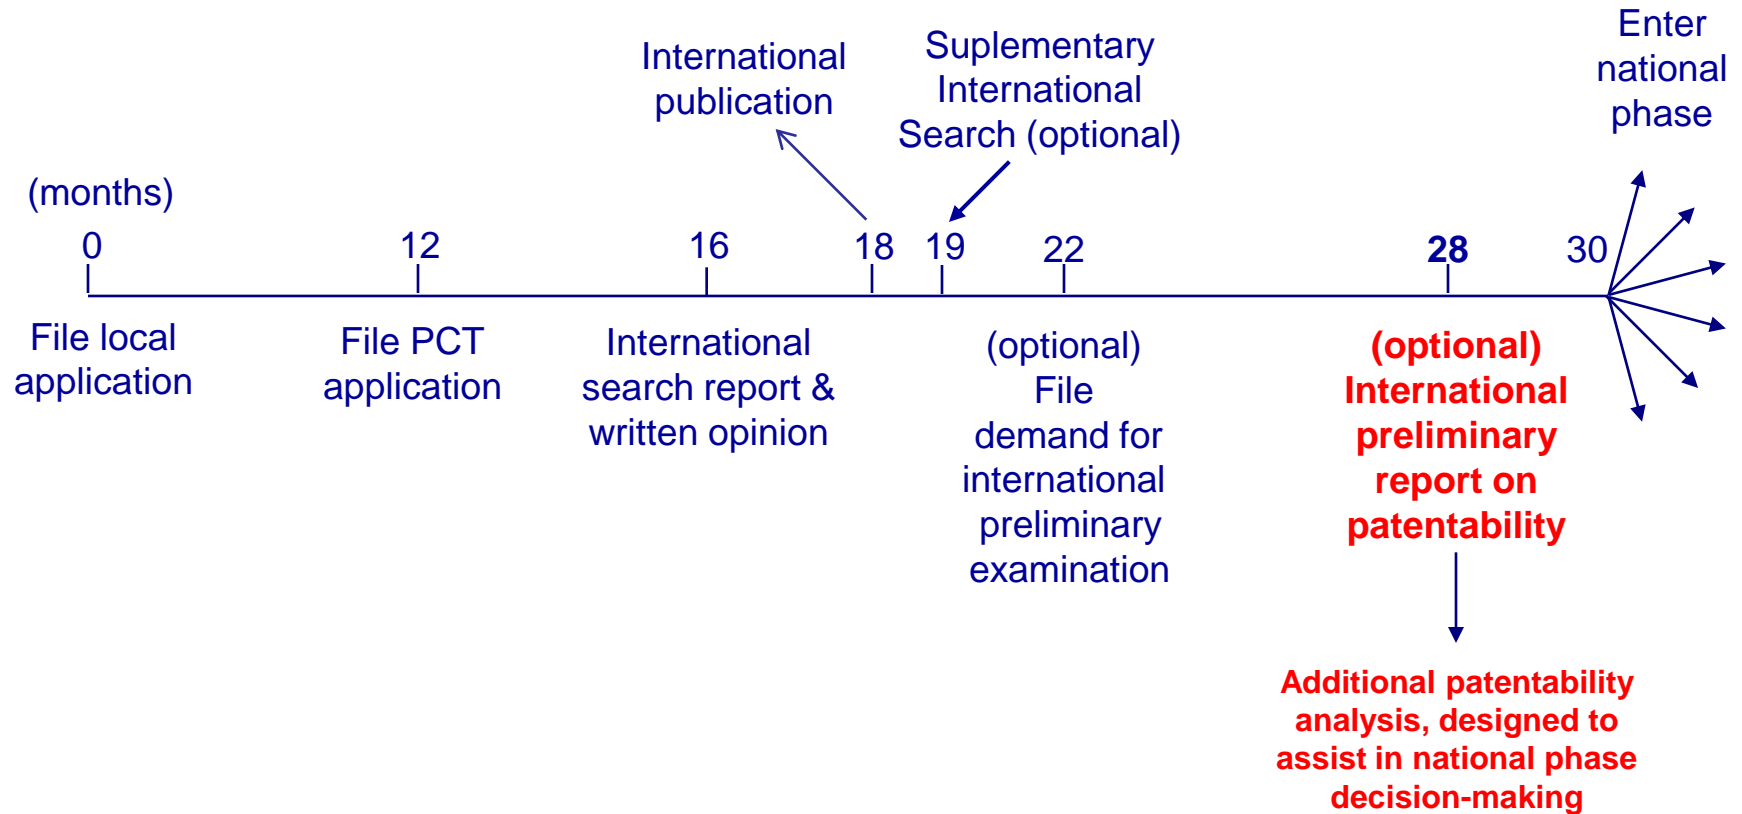 International
publication
Suplementary
International
Search (optional)
Enter
national
phase
(months)
0
12
16
18
19
22
28
30
File local
application
File PCT
application
International
search report &
written opinion
(optional)
File
demand for
international
preliminary
examination
(optional)
International
preliminary
report on
patentability
Additional patentability
analysis, designed to
assist in national phase
decision-making